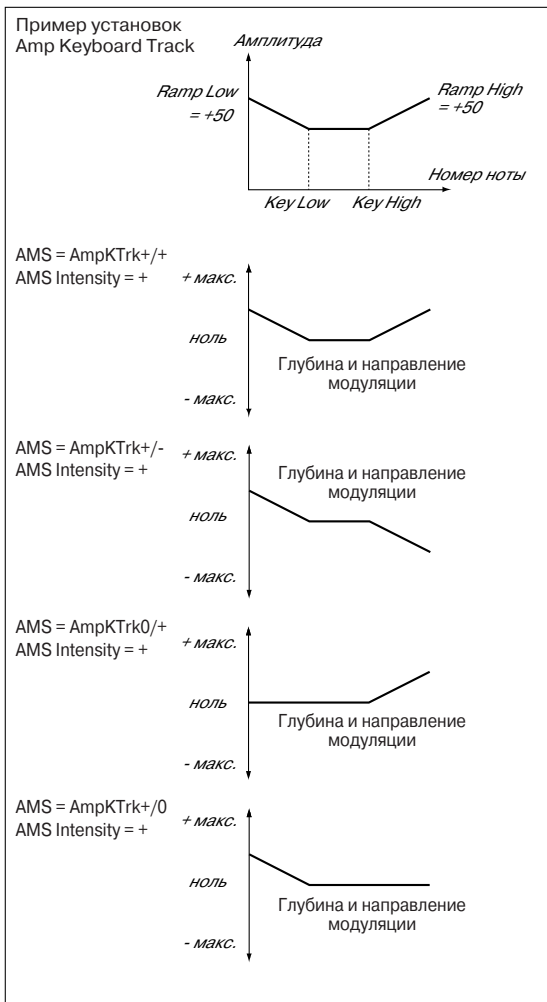 Пример установок
Amp Keyboard Track
Амплитуда
Ramp Low
= +50
Ramp High
= +50
Номер ноты
Key Low
Key High
AMS = AmpKTrk+/+
AMS Intensity = +
+ макс.
ноль
Глубина и направление
модуляции
- макс.
AMS = AmpKTrk+/-
AMS Intensity = +
+ макс.
Глубина и направление
модуляции
ноль
- макс.
AMS = AmpKTrk0/+
AMS Intensity = +
+ макс.
ноль
Глубина и направление
модуляции
- макс.
AMS = AmpKTrk+/0
AMS Intensity = +
+ макс.
ноль
Глубина и направление
модуляции
- макс.